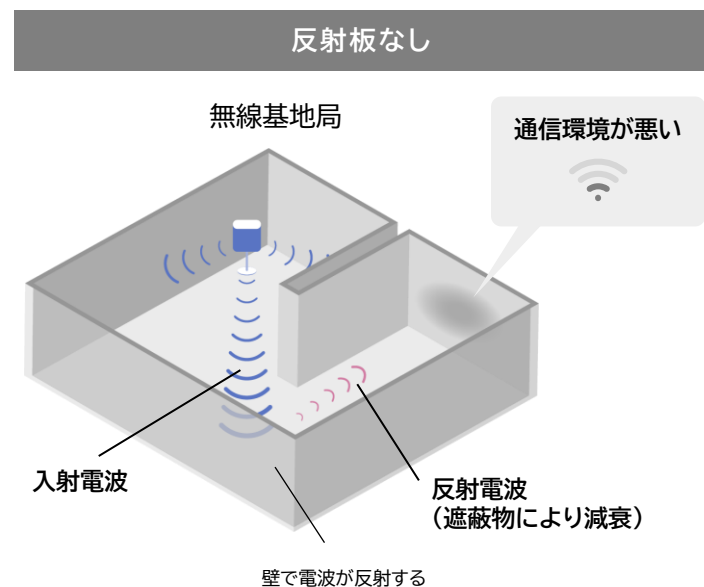 反射板なし
無線基地局
通信環境が悪い
入射電波
反射電波
（遮蔽物により減衰）
壁で電波が反射する